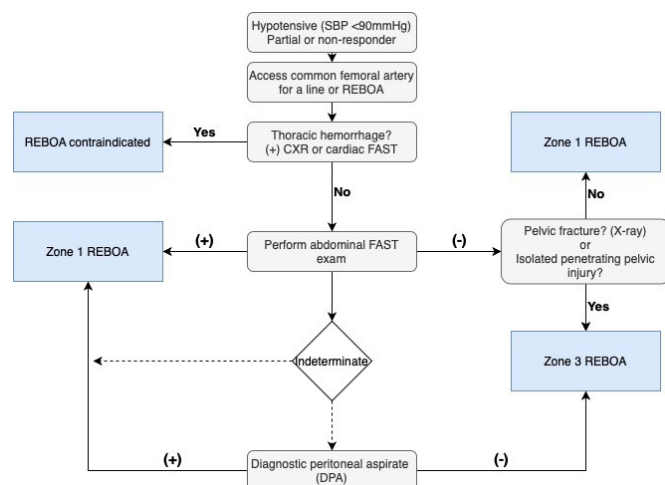 Hypotensive (SBP <90mmHg)
Partial or non-responder
Access common femoral artery
for a line or REBOA
REBOA contraindicated
Yes
Thoracic hemorrhage?
(+) CXR or cardiac FAST
Zone 1 REBOA
No
No
Zone 1 REBOA
(+)
Perform abdominal FAST
exam
(-)
Pelvic fracture? (X-ray)
or
Isolated penetrating pelvic
injury?
Yes
Indeterminate
Zone 3 REBOA
(+)
Diagnostic peritoneal aspirate
(DPA)
(-)